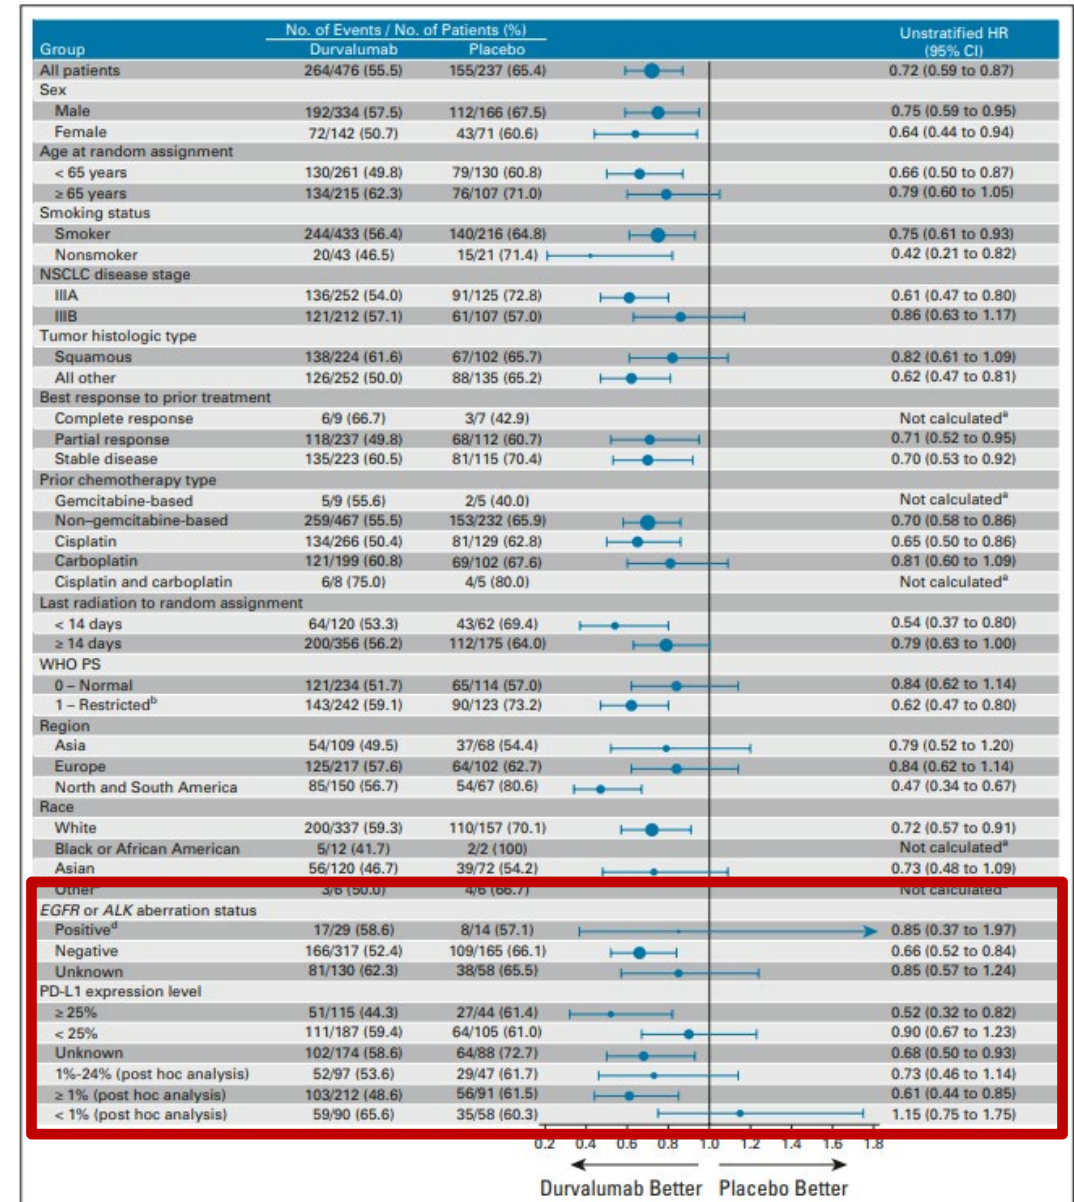 No. of Events / No. of Patients (%)
Unstratified HR
Group Durvalumab Placebo (95% CI)
All patients 264/476 (55.5) 155/237 (65.4) 0.72 (0.59 to 0.87)
Sex
Male 192/334 (57.5) 112/166 (67.5) 0.75 (0.59 to 0.95)
Female 72/142 (50.7) 43/71 (60.6) 0.64 (0.44 to 0.94)
Age at random assignment
< 65 years 130/261 (49.8) 79/130 (60.8) 0.66 (0.50 to 0.87)
≥ 65 years 134/215 (62.3) 76/107 (71.0) 0.79 (0.60 to 1.05)
Smoking status
Smoker 244/433 (56.4) 140/216 (64.8) 0.75 (0.61 to 0.93)
Nonsmoker 20/43 (46.5) 15/21 (71.4) 0.42 (0.21 to 0.82)
NSCLC disease stage
IIIA 136/252 (54.0) 91/125 (72.8) 0.61 (0.47 to 0.80)
IIIB 121/212 (57.1) 61/107 (57.0) 0.86 (0.63 to 1.17)
Tumor histologic type
Squamous 138/224 (61.6) 67/102 (65.7) 0.82 (0.61 to 1.09)
All other 126/252 (50.0) 88/135 (65.2) 0.62 (0.47 to 0.81)
Best response to prior treatment
Complete response 6/9 (66.7) 3/7 (42.9) Not calculatedᵃ
Partial response 118/237 (49.8) 68/112 (60.7) 0.71 (0.52 to 0.95)
Stable disease 135/223 (60.5) 81/115 (70.4) 0.70 (0.53 to 0.92)
Prior chemotherapy type
Gemcitabine-based 5/9 (55.6) 2/5 (40.0) Not calculatedᵃ
Non–gemcitabine-based 259/467 (55.5) 153/232 (65.9) 0.70 (0.58 to 0.86)
Cisplatin 134/266 (50.4) 81/129 (62.8) 0.65 (0.50 to 0.86)
Carboplatin 121/199 (60.8) 69/102 (67.6) 0.81 (0.60 to 1.09)
Cisplatin and carboplatin 6/8 (75.0) 4/5 (80.0) Not calculatedᵃ
Last radiation to random assignment
< 14 days 64/120 (53.3) 43/62 (69.4) 0.54 (0.37 to 0.80)
≥ 14 days 200/356 (56.2) 112/175 (64.0) 0.79 (0.63 to 1.00)
WHO PS
0 – Normal 121/234 (51.7) 65/114 (57.0) 0.84 (0.62 to 1.14)
1 – Restrictedᵇ 143/242 (59.1) 90/123 (73.2) 0.62 (0.47 to 0.80)
Region
Asia 54/109 (49.5) 37/68 (54.4) 0.79 (0.52 to 1.20)
Europe 125/217 (57.6) 64/102 (62.7) 0.84 (0.62 to 1.14)
North and South America 85/150 (56.7) 54/67 (80.6) 0.47 (0.34 to 0.67)
Race
White 200/337 (59.3) 110/157 (70.1) 0.72 (0.57 to 0.91)
Black or African American 5/12 (41.7) 2/2 (100) Not calculatedᵃ
Asian 56/120 (46.7) 39/72 (54.2) 0.73 (0.48 to 1.09)
Other 3/6 (50.0) 4/6 (66.7) Not calculated
EGFR or ALK aberration status
Positiveᵈ 17/29 (58.6) 8/14 (57.1) 0.85 (0.37 to 1.97)
Negative 166/317 (52.4) 109/165 (66.1) 0.66 (0.52 to 0.84)
Unknown 81/130 (62.3) 38/58 (65.5) 0.85 (0.57 to 1.24)
PD-L1 expression level
≥ 25% 51/115 (44.3) 27/44 (61.4) 0.52 (0.32 to 0.82)
< 25% 111/187 (59.4) 64/105 (61.0) 0.90 (0.67 to 1.23)
Unknown 102/174 (58.6) 64/88 (72.7) 0.68 (0.50 to 0.93)
1%-24% (post hoc analysis) 52/97 (53.6) 29/47 (61.7) 0.73 (0.46 to 1.14)
≥ 1% (post hoc analysis) 103/212 (48.6) 56/91 (61.5) 0.61 (0.44 to 0.85)
< 1% (post hoc analysis) 59/90 (65.6) 35/58 (60.3) 1.15 (0.75 to 1.75)
0.2 0.4 0.6 0.8 1.0 1.2 1.4 1.6 1.8
Durvalumab Better Placebo Better